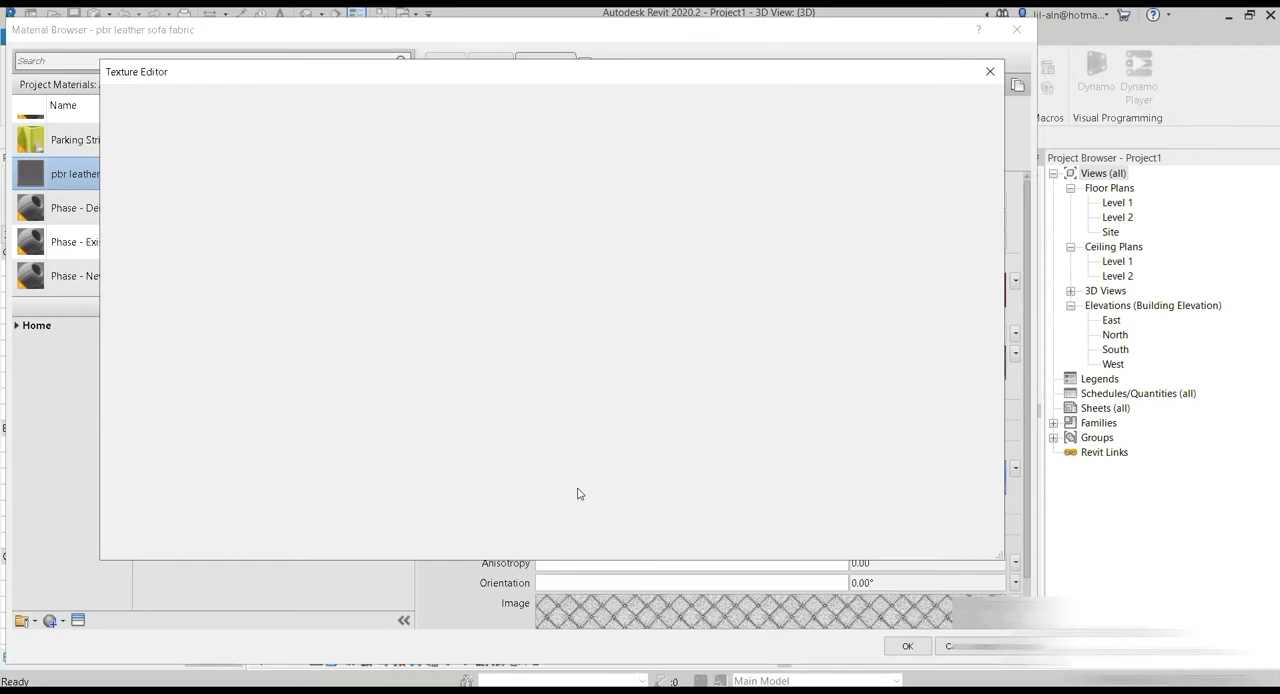 Autodesk Revit 2020.2 - Project1 - 3D View: {3D}
lil-aln@hotma...
Material Browser - pbr leather sofa fabric
?
Search
Texture Editor
Project Materials:
Name
Parking Stri
pbr leather
Phase - De
Phase - Exi
Phase - Nev
Home
Dynamo Dynamo
Player
Macros Visual Programming
Project Browser - Project1
Views (all)
Floor Plans
Level 1
Level 2
Site
Ceiling Plans
Level 1
Level 2
3D Views
Elevations (Building Elevation)
East
North
South
West
Legends
Schedules/Quantities (all)
Sheets (all)
Families
Groups
Revit Links
Anisotropy 0.00
Orientation 0.00°
Image
OK
Ready
:0
Main Model